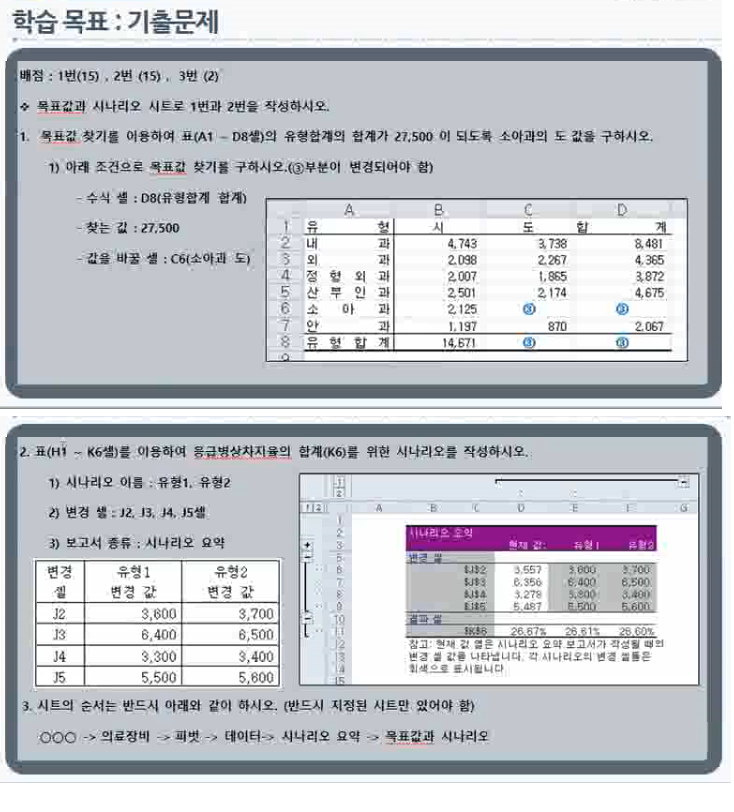 학습 목표 : 기출문제
배점 : 1번(15) , 2번 (15) , 3번 (2)
❖ 목표값과 시나리오 시트로 1번과 2번을 작성하시오.
1. 목표값 찾기를 이용하여 표(A1 – D8셀)의 유형합계의 합계가 27,500 이 되도록 소아과의 도 값을 구하시오.
1) 아래 조건으로 목표값 찾기를 구하시오.(③부분이 변경되어야 함)
- 수식 셀 : D8(유형합계 합계)
- 찾는 값 : 27,500
- 값을 바꿀 셀 : C6(소아과 도)
A B C D
1 유 형 시 도 합 계
2 내 과 4,743 3,738 8,481
3 외 과 2,098 2,267 4,365
4 정 형 외 과 2,007 1,865 3,872
5 산 부 인 과 2,501 2,174 4,675
6 소 아 과 2,125 ③ ③
7 안 과 1,197 870 2,067
8 유 형 합 계 14,671 ③ ③
9
2. 표(H1 – K6셀)를 이용하여 응급병상차지율의 합계(K6)를 위한 시나리오를 작성하시오.
1) 시나리오 이름 : 유형1, 유형2
2) 변경 셀 : J2, J3, J4, J5셀
3) 보고서 종류 : 시나리오 요약
변경 셀 유형1 변경 값 유형2 변경 값
J2 3,600 3,700
J3 6,400 6,500
J4 3,300 3,400
J5 5,500 5,600
1 2
A B C D E F G
시나리오 요약
현재 값: 유형1 유형2
변경 셀
$J$2 3,557 3,600 3,700
$J$3 6,356 6,400 6,500
$J$4 3,278 3,300 3,400
$J$5 5,487 5,500 5,600
결과 셀
$K$6 26.67% 26.61% 26.60%
참고: 현재 값 열은 시나리오 요약 보고서가 작성될 때의
변경 셀 값을 나타냅니다. 각 시나리오의 변경 셀들은
회색으로 표시됩니다.
3. 시트의 순서는 반드시 아래와 같이 하시오. (반드시 지정된 시트만 있어야 함)
○○○ -> 의료장비 -> 피벗 -> 데이터-> 시나리오 요약 -> 목표값과 시나리오